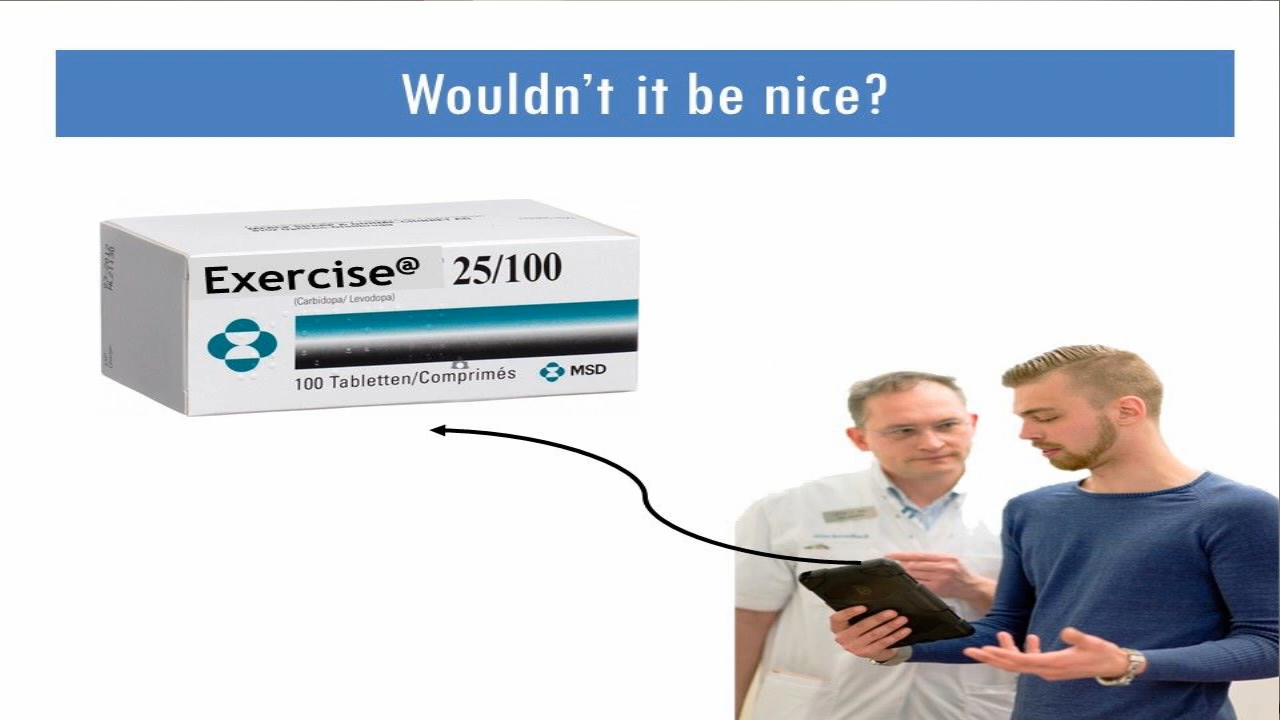 Wouldn't it be nice?
Exercise@ 25/100
(Carbidopa/ Levodopa)
100 Tabletten/Comprimés
MSD